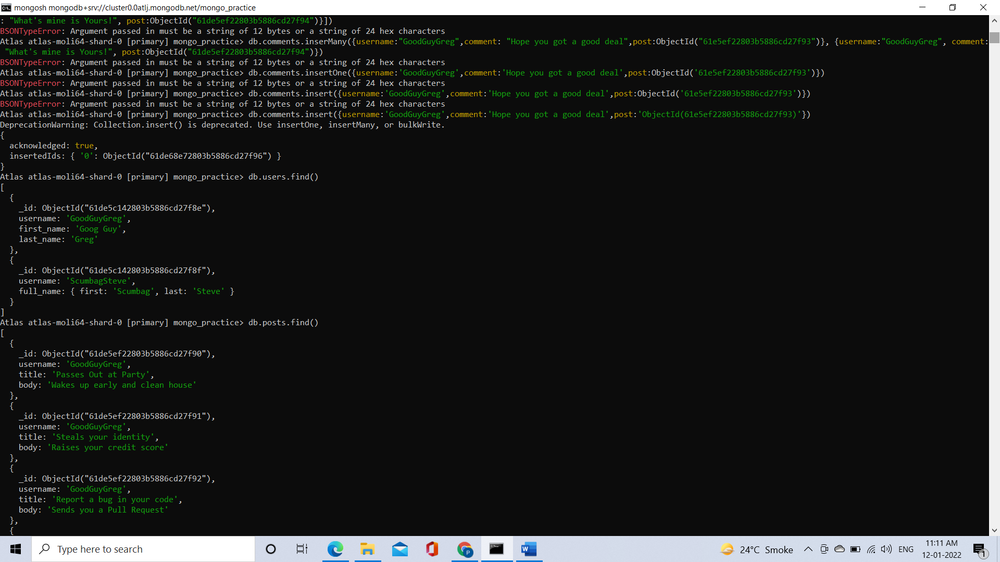 mongosh mongodb+srv://cluster0.0atlj.mongodb.net/mongo_practice
: "What's mine is Yours!", post:ObjectId("61de5ef22803b5886cd27f94")}])
BSONTypeError: Argument passed in must be a string of 12 bytes or a string of 24 hex characters
Atlas atlas-moli64-shard-0 [primary] mongo_practice> db.comments.inserMany({username:"GoodGuyGreg",comment: "Hope you got a good deal",post:ObjectId("61e5ef22803b5886cd27f93")}, {username:"GoodGuyGreg", comment:
"What's mine is Yours!", post:ObjectId("61de5ef22803b5886cd27f94")})
BSONTypeError: Argument passed in must be a string of 12 bytes or a string of 24 hex characters
Atlas atlas-moli64-shard-0 [primary] mongo_practice> db.comments.insertOne({username:'GoodGuyGreg',comment:'Hope you got a good deal',post:ObjectId('61e5ef22803b5886cd27f93')})
BSONTypeError: Argument passed in must be a string of 12 bytes or a string of 24 hex characters
Atlas atlas-moli64-shard-0 [primary] mongo_practice> db.comments.insert({username:'GoodGuyGreg',comment:'Hope you got a good deal',post:ObjectId('61e5ef22803b5886cd27f93')})
BSONTypeError: Argument passed in must be a string of 12 bytes or a string of 24 hex characters
Atlas atlas-moli64-shard-0 [primary] mongo_practice> db.comments.insert({username:'GoodGuyGreg',comment:'Hope you got a good deal',post:'ObjectId(61e5ef22803b5886cd27f93)'})
DeprecationWarning: Collection.insert() is deprecated. Use insertOne, insertMany, or bulkWrite.
{
  acknowledged: true,
  insertedIds: { '0': ObjectId("61de68e72803b5886cd27f96") }
}
Atlas atlas-moli64-shard-0 [primary] mongo_practice> db.users.find()
[
  {
    _id: ObjectId("61de5c142803b5886cd27f8e"),
    username: 'GoodGuyGreg',
    first_name: 'Goog Guy',
    last_name: 'Greg'
  },
  {
    _id: ObjectId("61de5c142803b5886cd27f8f"),
    username: 'ScumbagSteve',
    full_name: { first: 'Scumbag', last: 'Steve' }
  }
]
Atlas atlas-moli64-shard-0 [primary] mongo_practice> db.posts.find()
[
  {
    _id: ObjectId("61de5ef22803b5886cd27f90"),
    username: 'GoodGuyGreg',
    title: 'Passes Out at Party',
    body: 'Wakes up early and clean house'
  },
  {
    _id: ObjectId("61de5ef22803b5886cd27f91"),
    username: 'GoodGuyGreg',
    title: 'Steals your identity',
    body: 'Raises your credit score'
  },
  {
    _id: ObjectId("61de5ef22803b5886cd27f92"),
    username: 'GoodGuyGreg',
    title: 'Report a bug in your code',
    body: 'Sends you a Pull Request'
  },
  {
Type here to search
24°C Smoke
ENG
11:11 AM
12-01-2022
1